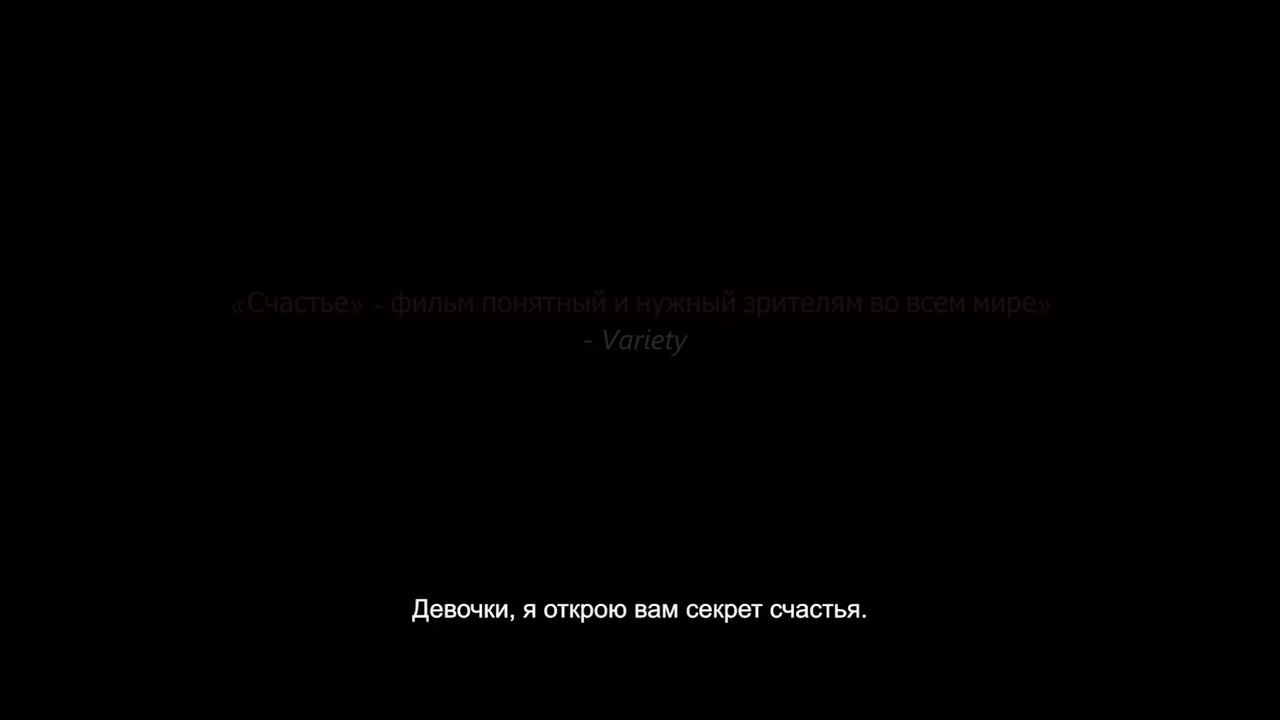 «Счастье» - фильм понятный и нужный зрителям во всем мире»
- Variety
Девочки, я открою вам секрет счастья.